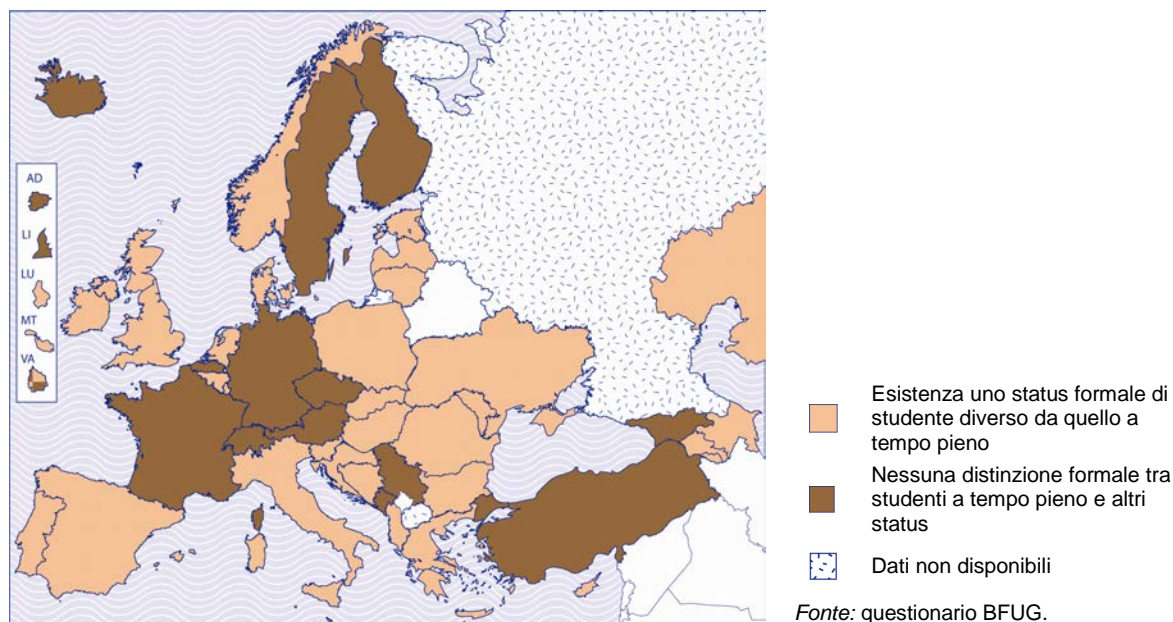 AD
LI
LU
MT
VA
Esistenza uno status formale di
studente diverso da quello a
tempo pieno
Nessuna distinzione formale tra
studenti a tempo pieno e altri
status
Dati non disponibili
Fonte: questionario BFUG.